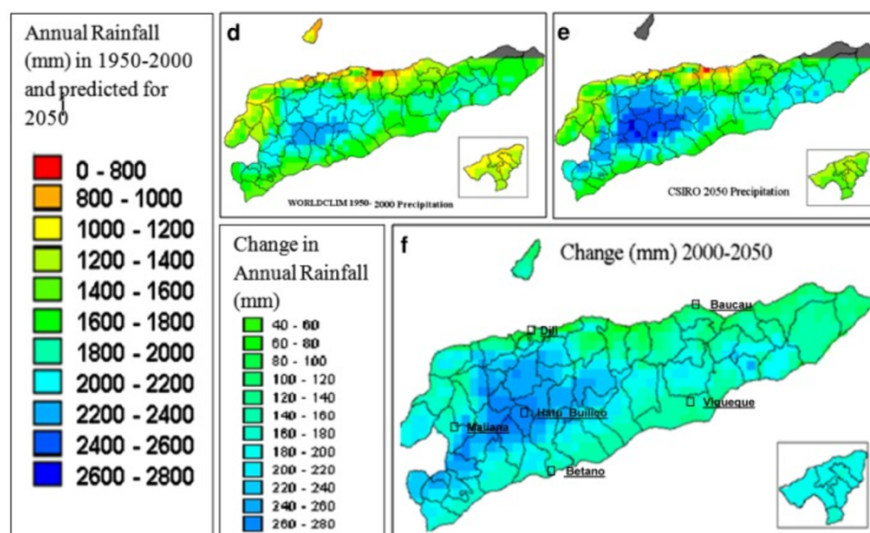 Annual Rainfall
(mm) in 1950-2000
and predicted for
2050
0 - 800
800 - 1000
1000 - 1200
1200 - 1400
1400 - 1600
1600 - 1800
1800 - 2000
2000 - 2200
2200 - 2400
2400 - 2600
2600 - 2800
d
WORLDCLIM 1950-2000 Precipitation
e
CSIRO 2050 Precipitation
Change in
Annual Rainfall
(mm)
40 - 60
60 - 80
80 - 100
100 - 120
120 - 140
140 - 160
160 - 180
180 - 200
200 - 220
220 - 240
240 - 260
260 - 280
f
Change (mm) 2000-2050
Baucau
Dili
Viqueque
Hatu Builico
Maliana
Betano